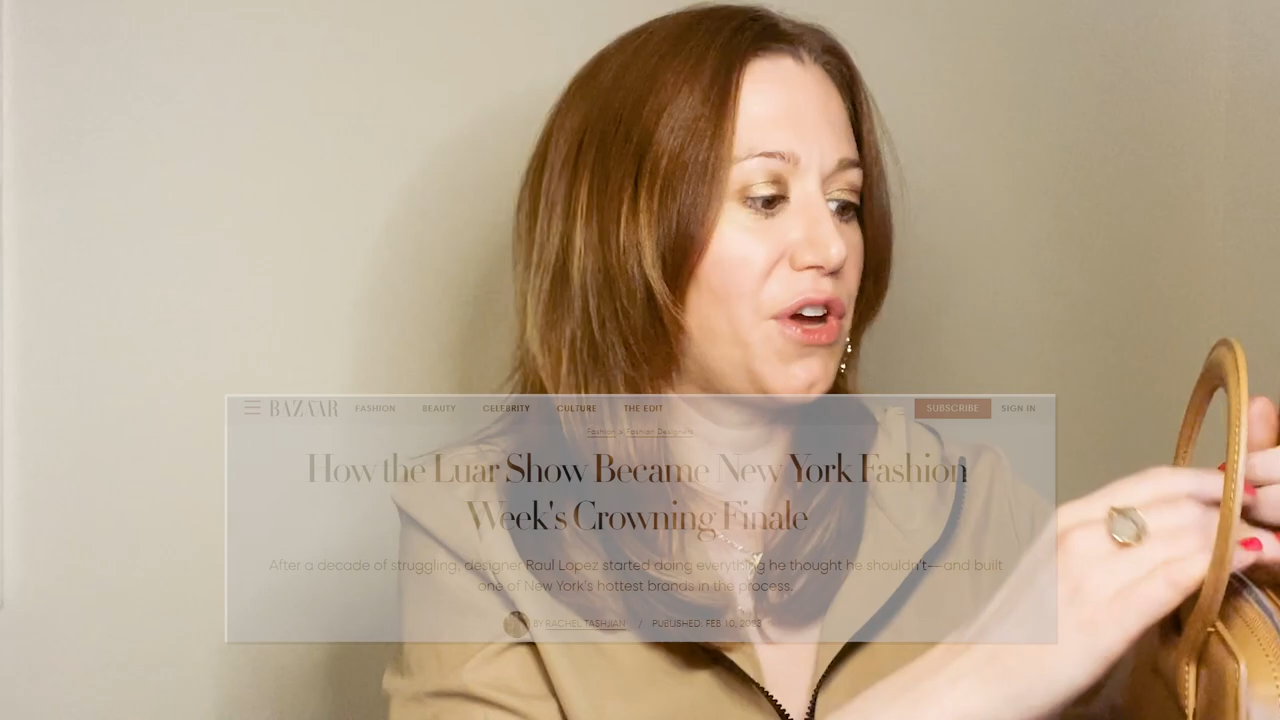 BAZAAR FASHION BEAUTY CELEBRITY CULTURE THE EDIT SUBSCRIBE SIGN IN
Fashion & Fashion Designers
How the Luar Show Became New York Fashion
Week's Crowning Finale
After a decade of struggling, designer Raul Lopez started doing everything he thought he shouldn't—and built
one of New York's hottest brands in the process.
BY RACHEL TASHJIAN / PUBLISHED: FEB 10, 2023